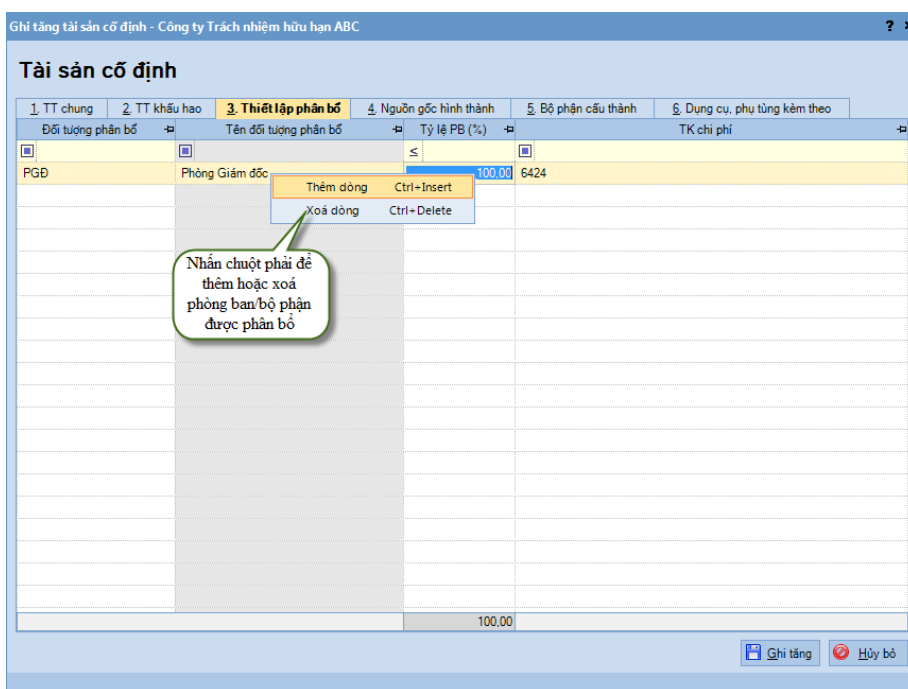 Ghi tăng tài sản cố định - Công ty Trách nhiệm hữu hạn ABC ?
Tài sản cố định
1. TT chung 2. TT khấu hao 3. Thiết lập phân bổ 4. Nguồn gốc hình thành 5. Bộ phận cấu thành 6. Dụng cụ, phụ tùng kèm theo
Đối tượng phân bổ Tên đối tượng phân bổ Tỷ lệ PB (%) TK chi phí
≤
PGĐ Phòng Giám đốc 100,00 6424
Thêm dòng Ctrl+Insert
Xoá dòng Ctrl+Delete
Nhấn chuột phải để
thêm hoặc xoá
phòng ban/bộ phận
được phân bổ
100,00
Ghi tăng Hủy bỏ